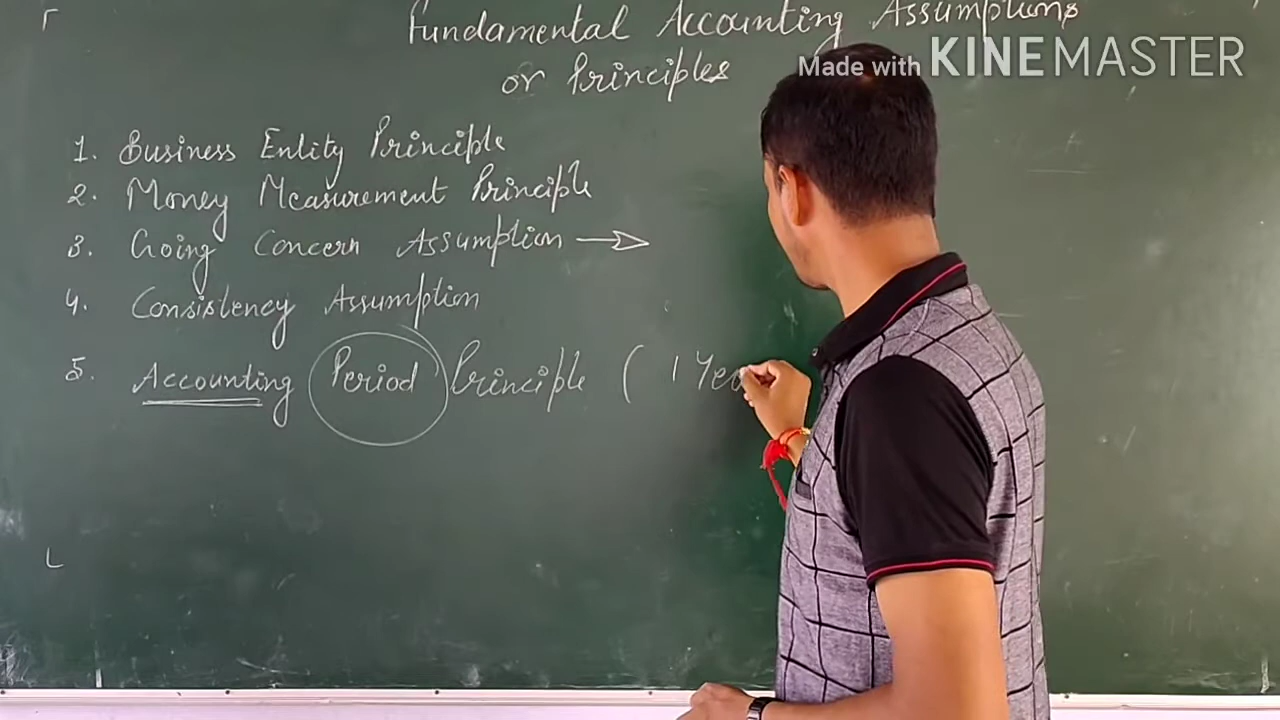 Fundamental Accounting Assumptions
or Principles
Made with KINEMASTER
1. Business Entity Principle
2. Money Measurement Principle
3. Going Concern Assumption →
4. Consistency Assumption
5. Accounting Period Principle ( 1 Yea